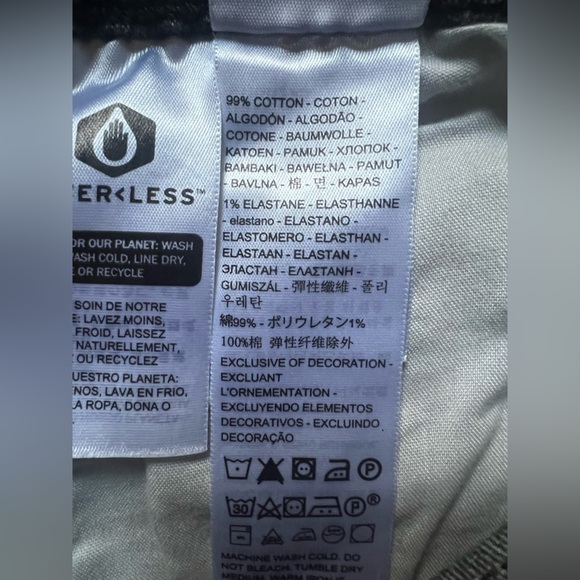 ER<LESS™
OR OUR PLANET: WASH
ASH COLD, LINE DRY,
E OR RECYCLE
SOIN DE NOTRE
E: LAVEZ MOINS,
FROID, LAISSEZ
NATURELLEMENT,
OU RECYCLEZ
UESTRO PLANETA:
ENOS, LAVA EN FRIO.
LA ROPA, DONA O
99% COTTON - COTON -
ALGODÓN - ALGODÃO -
COTONE - BAUMWOLLE -
KATOEN - PAMUK - ХЛОПОК -
BAMBAKI - BAWEŁNA - PAMUT
- BAVLNA - 棉 - 면 - KAPAS
1% ELASTANE - ELASTHANNE
- elastano - ELASTANO -
ELASTOMERO - ELASTHAN -
ELASTAAN - ELASTAN -
ЭЛАСТАН - ΕΛΑΣΤΑΝΗ -
GUMISZÁL - 彈性纖維 - 폴리
우레탄
綿99% - ポリウレタン1%
100%棉 弹性纤维除外
EXCLUSIVE OF DECORATION -
EXCLUANT
L'ORNEMENTATION -
EXCLUYENDO ELEMENTOS
DECORATIVOS - EXCLUINDO
DECORAÇÃO
P
30 P®
MACHINE WASH COLD. DO
NOT BLEACH. TUMBLE DRY